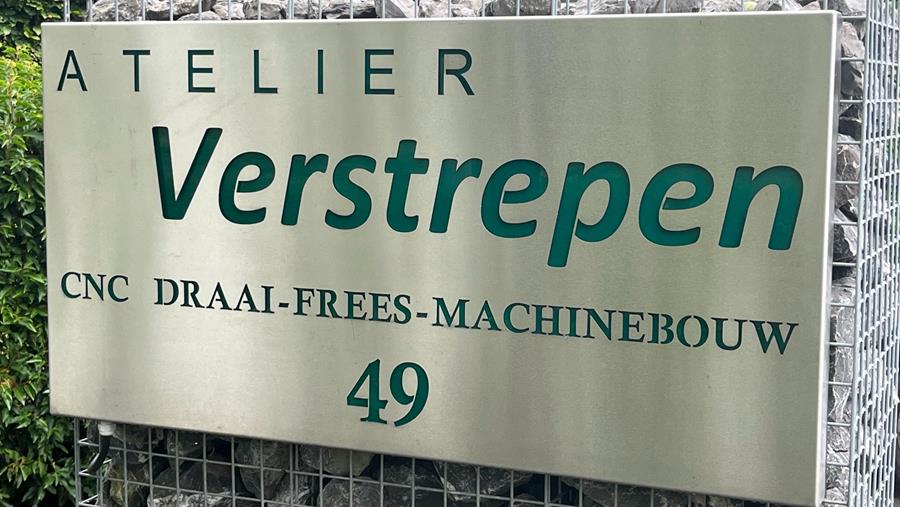 ATELIER
Verstrepen
CNC DRAAI-FREES-MACHINEBOUW
49